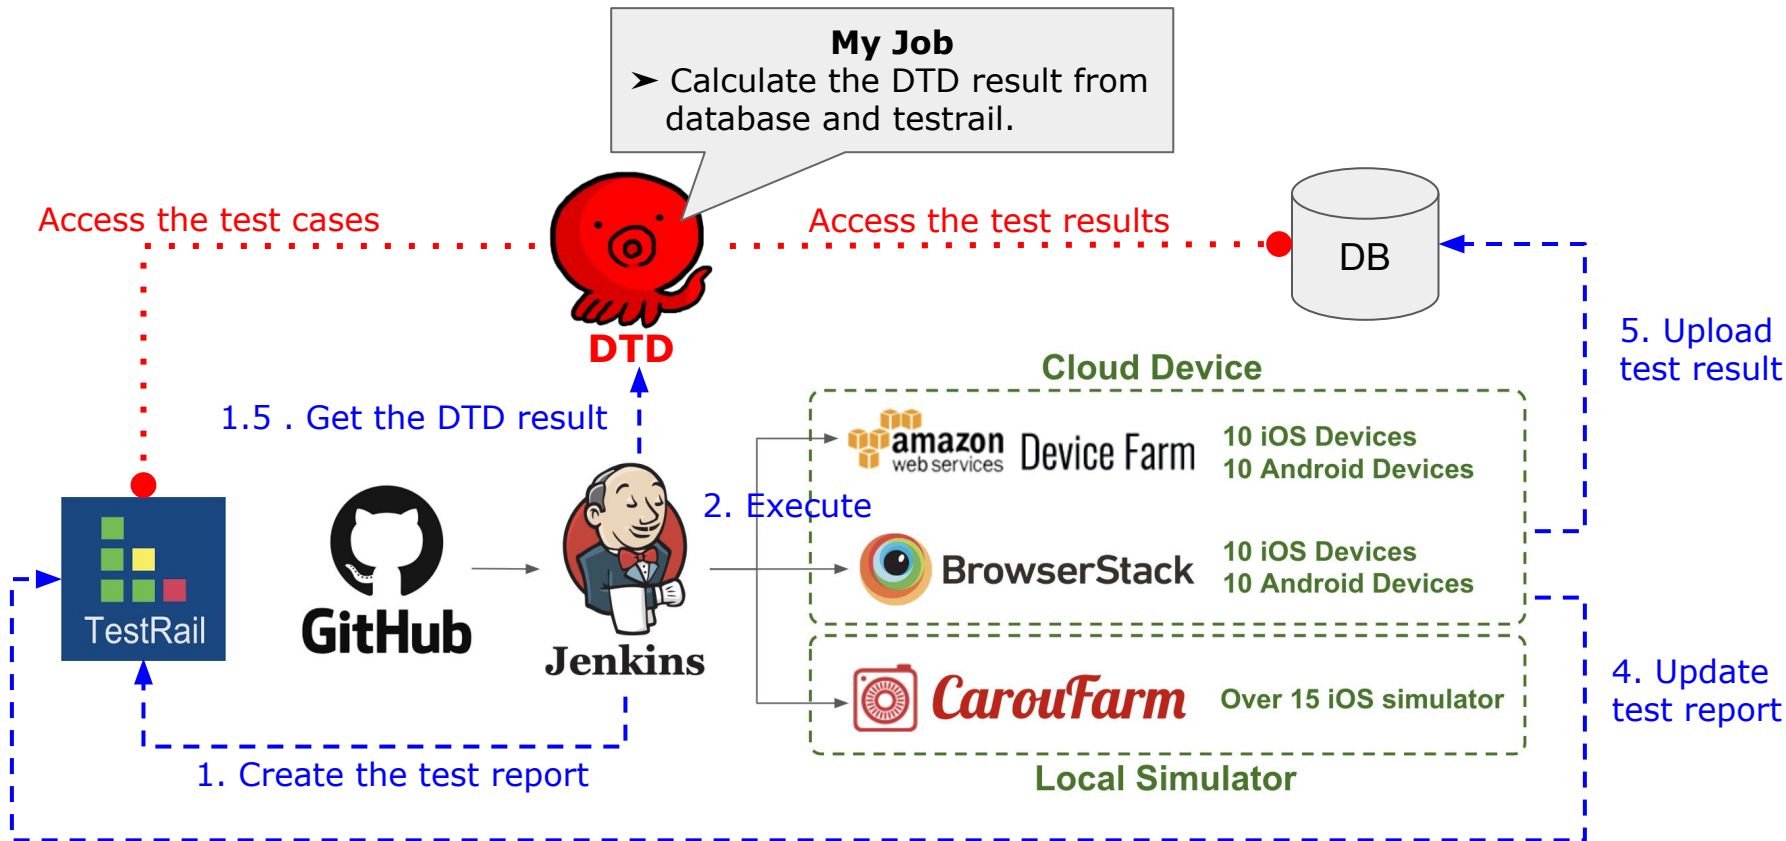 My Job
➤ Calculate the DTD result from
database and testrail.
Access the test cases
Access the test results
DB
DTD
5. Upload
test result
Cloud Device
1.5 . Get the DTD result
amazon
web services
Device Farm
10 iOS Devices
10 Android Devices
2. Execute
BrowserStack
10 iOS Devices
10 Android Devices
TestRail
GitHub
Jenkins
CarouFarm
Over 15 iOS simulator
4. Update
test report
1. Create the test report
Local Simulator